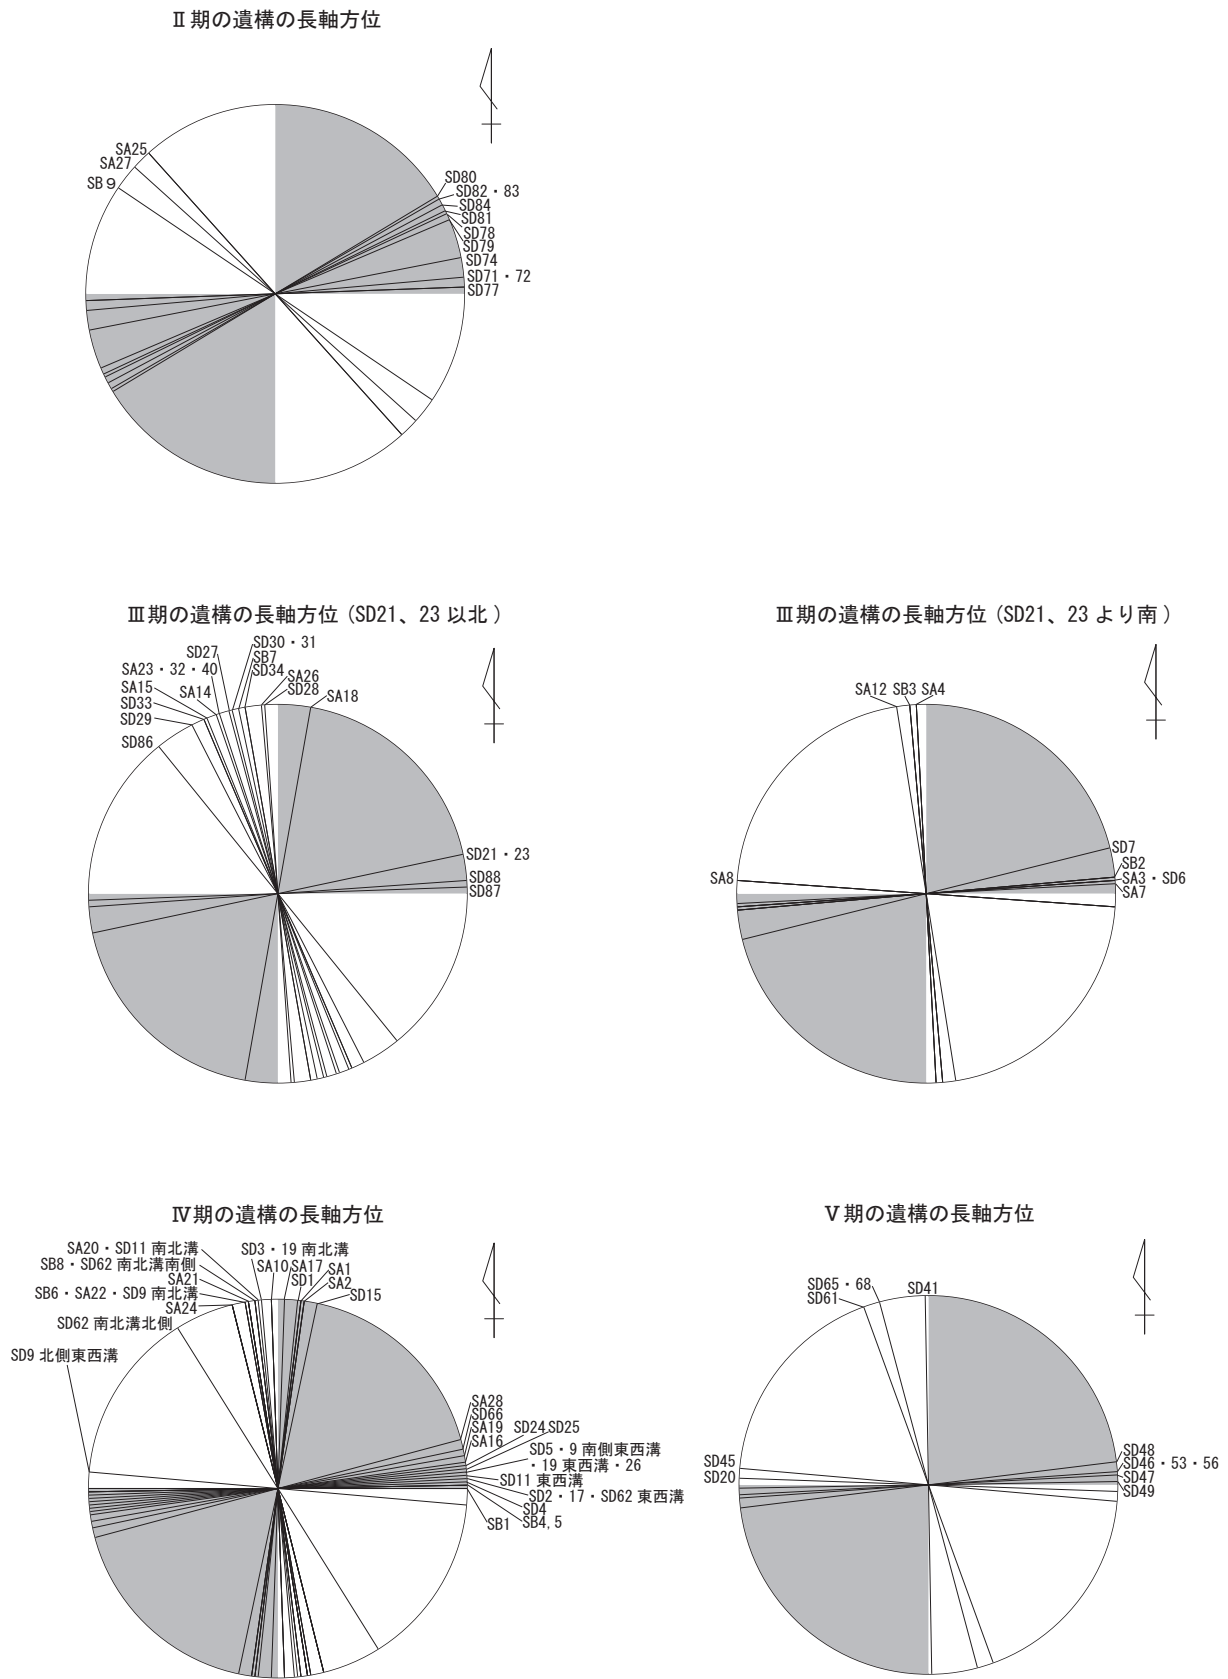 Ⅱ期の遺構の長軸方位
SA25
SA27
SB９
SD80
SD82・83
SD84
SD81
SD78
SD79
SD74
SD71・72
SD77
Ⅲ期の遺構の長軸方位（SD21、23 以北）
SD30・31
SD27
SB7
SA23・32・40
SD34
SA26
SA15
SA14
SD28
SA18
SD33
SD29
SD86
SD21・23
SD88
SD87
Ⅲ期の遺構の長軸方位（SD21、23 より南）
SA12
SB3
SA4
SA8
SD7
SB2
SA3・SD6
SA7
Ⅳ期の遺構の長軸方位
SA20・SD11 南北溝
SB8・SD62 南北溝南側
SA21
SB6・SA22・SD9 南北溝
SA24
SD62 南北溝北側
SD9 北側東西溝
SD3・19 南北溝
SA10
SA17
SA1
SD1
SA2
SD15
SA28
SD66
SA19
SA16
SD24
SD25
SD5・9 南側東西溝
・19 東西溝・26
SD11 東西溝
SD2・17・SD62 東西溝
SD4
SB4,5
SB1
Ⅴ期の遺構の長軸方位
SD65・68
SD61
SD41
SD45
SD20
SD48
SD46・53・56
SD47
SD49